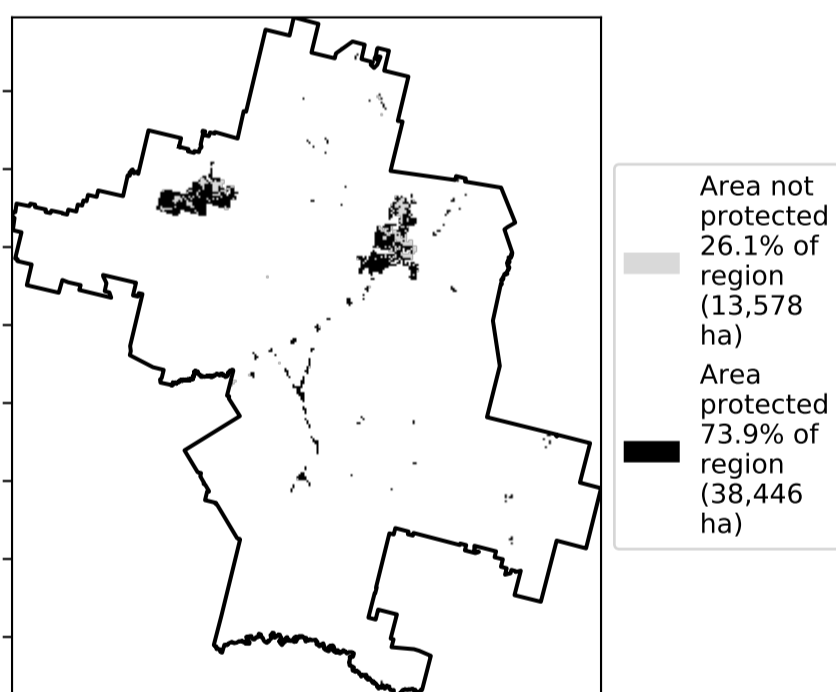 Area not
protected
26.1% of
region
(13,578
ha)
Area
protected
73.9% of
region
(38,446
ha)